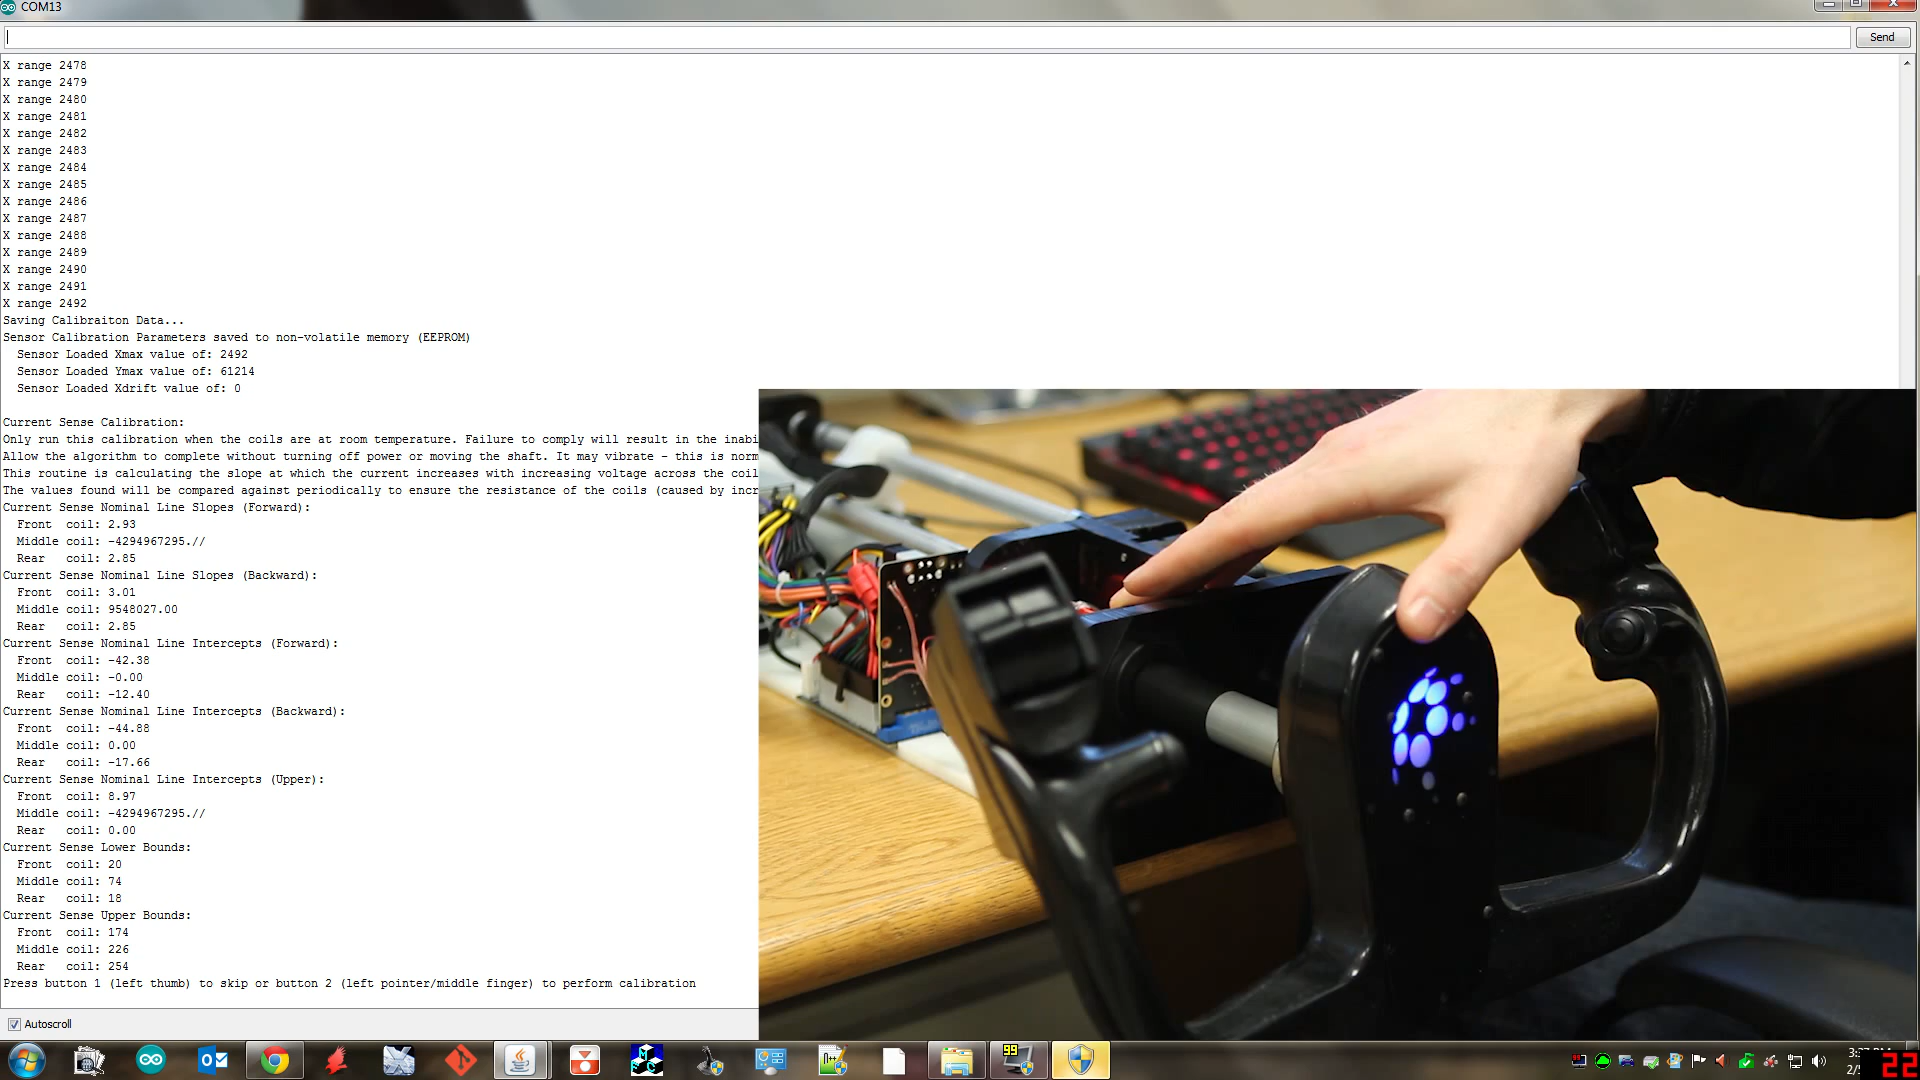 COM13
Send
X range 2478
X range 2479
X range 2480
X range 2481
X range 2482
X range 2483
X range 2484
X range 2485
X range 2486
X range 2487
X range 2488
X range 2489
X range 2490
X range 2491
X range 2492
Saving Calibraiton Data...
Sensor Calibration Parameters saved to non-volatile memory (EEPROM)
Sensor Loaded Xmax value of: 2492
Sensor Loaded Ymax value of: 61214
Sensor Loaded Xdrift value of: 0
Current Sense Calibration:
Only run this calibration when the coils are at room temperature. Failure to comply will result in the inabi
Allow the algorithm to complete without turning off power or moving the shaft. It may vibrate - this is norm
This routine is calculating the slope at which the current increases with increasing voltage across the coil
The values found will be compared against periodically to ensure the resistance of the coils (caused by incr
Current Sense Nominal Line Slopes (Forward):
Front coil: 2.93
Middle coil: -4294967295.//
Rear coil: 2.85
Current Sense Nominal Line Slopes (Backward):
Front coil: 3.01
Middle coil: 9548027.00
Rear coil: 2.85
Current Sense Nominal Line Intercepts (Forward):
Front coil: -42.38
Middle coil: -0.00
Rear coil: -12.40
Current Sense Nominal Line Intercepts (Backward):
Front coil: -44.88
Middle coil: 0.00
Rear coil: -17.66
Current Sense Nominal Line Intercepts (Upper):
Front coil: 8.97
Middle coil: -4294967295.//
Rear coil: 0.00
Current Sense Lower Bounds:
Front coil: 20
Middle coil: 74
Rear coil: 18
Current Sense Upper Bounds:
Front coil: 174
Middle coil: 226
Rear coil: 254
Press button 1 (left thumb) to skip or button 2 (left pointer/middle finger) to perform calibration
Autoscroll
99
22